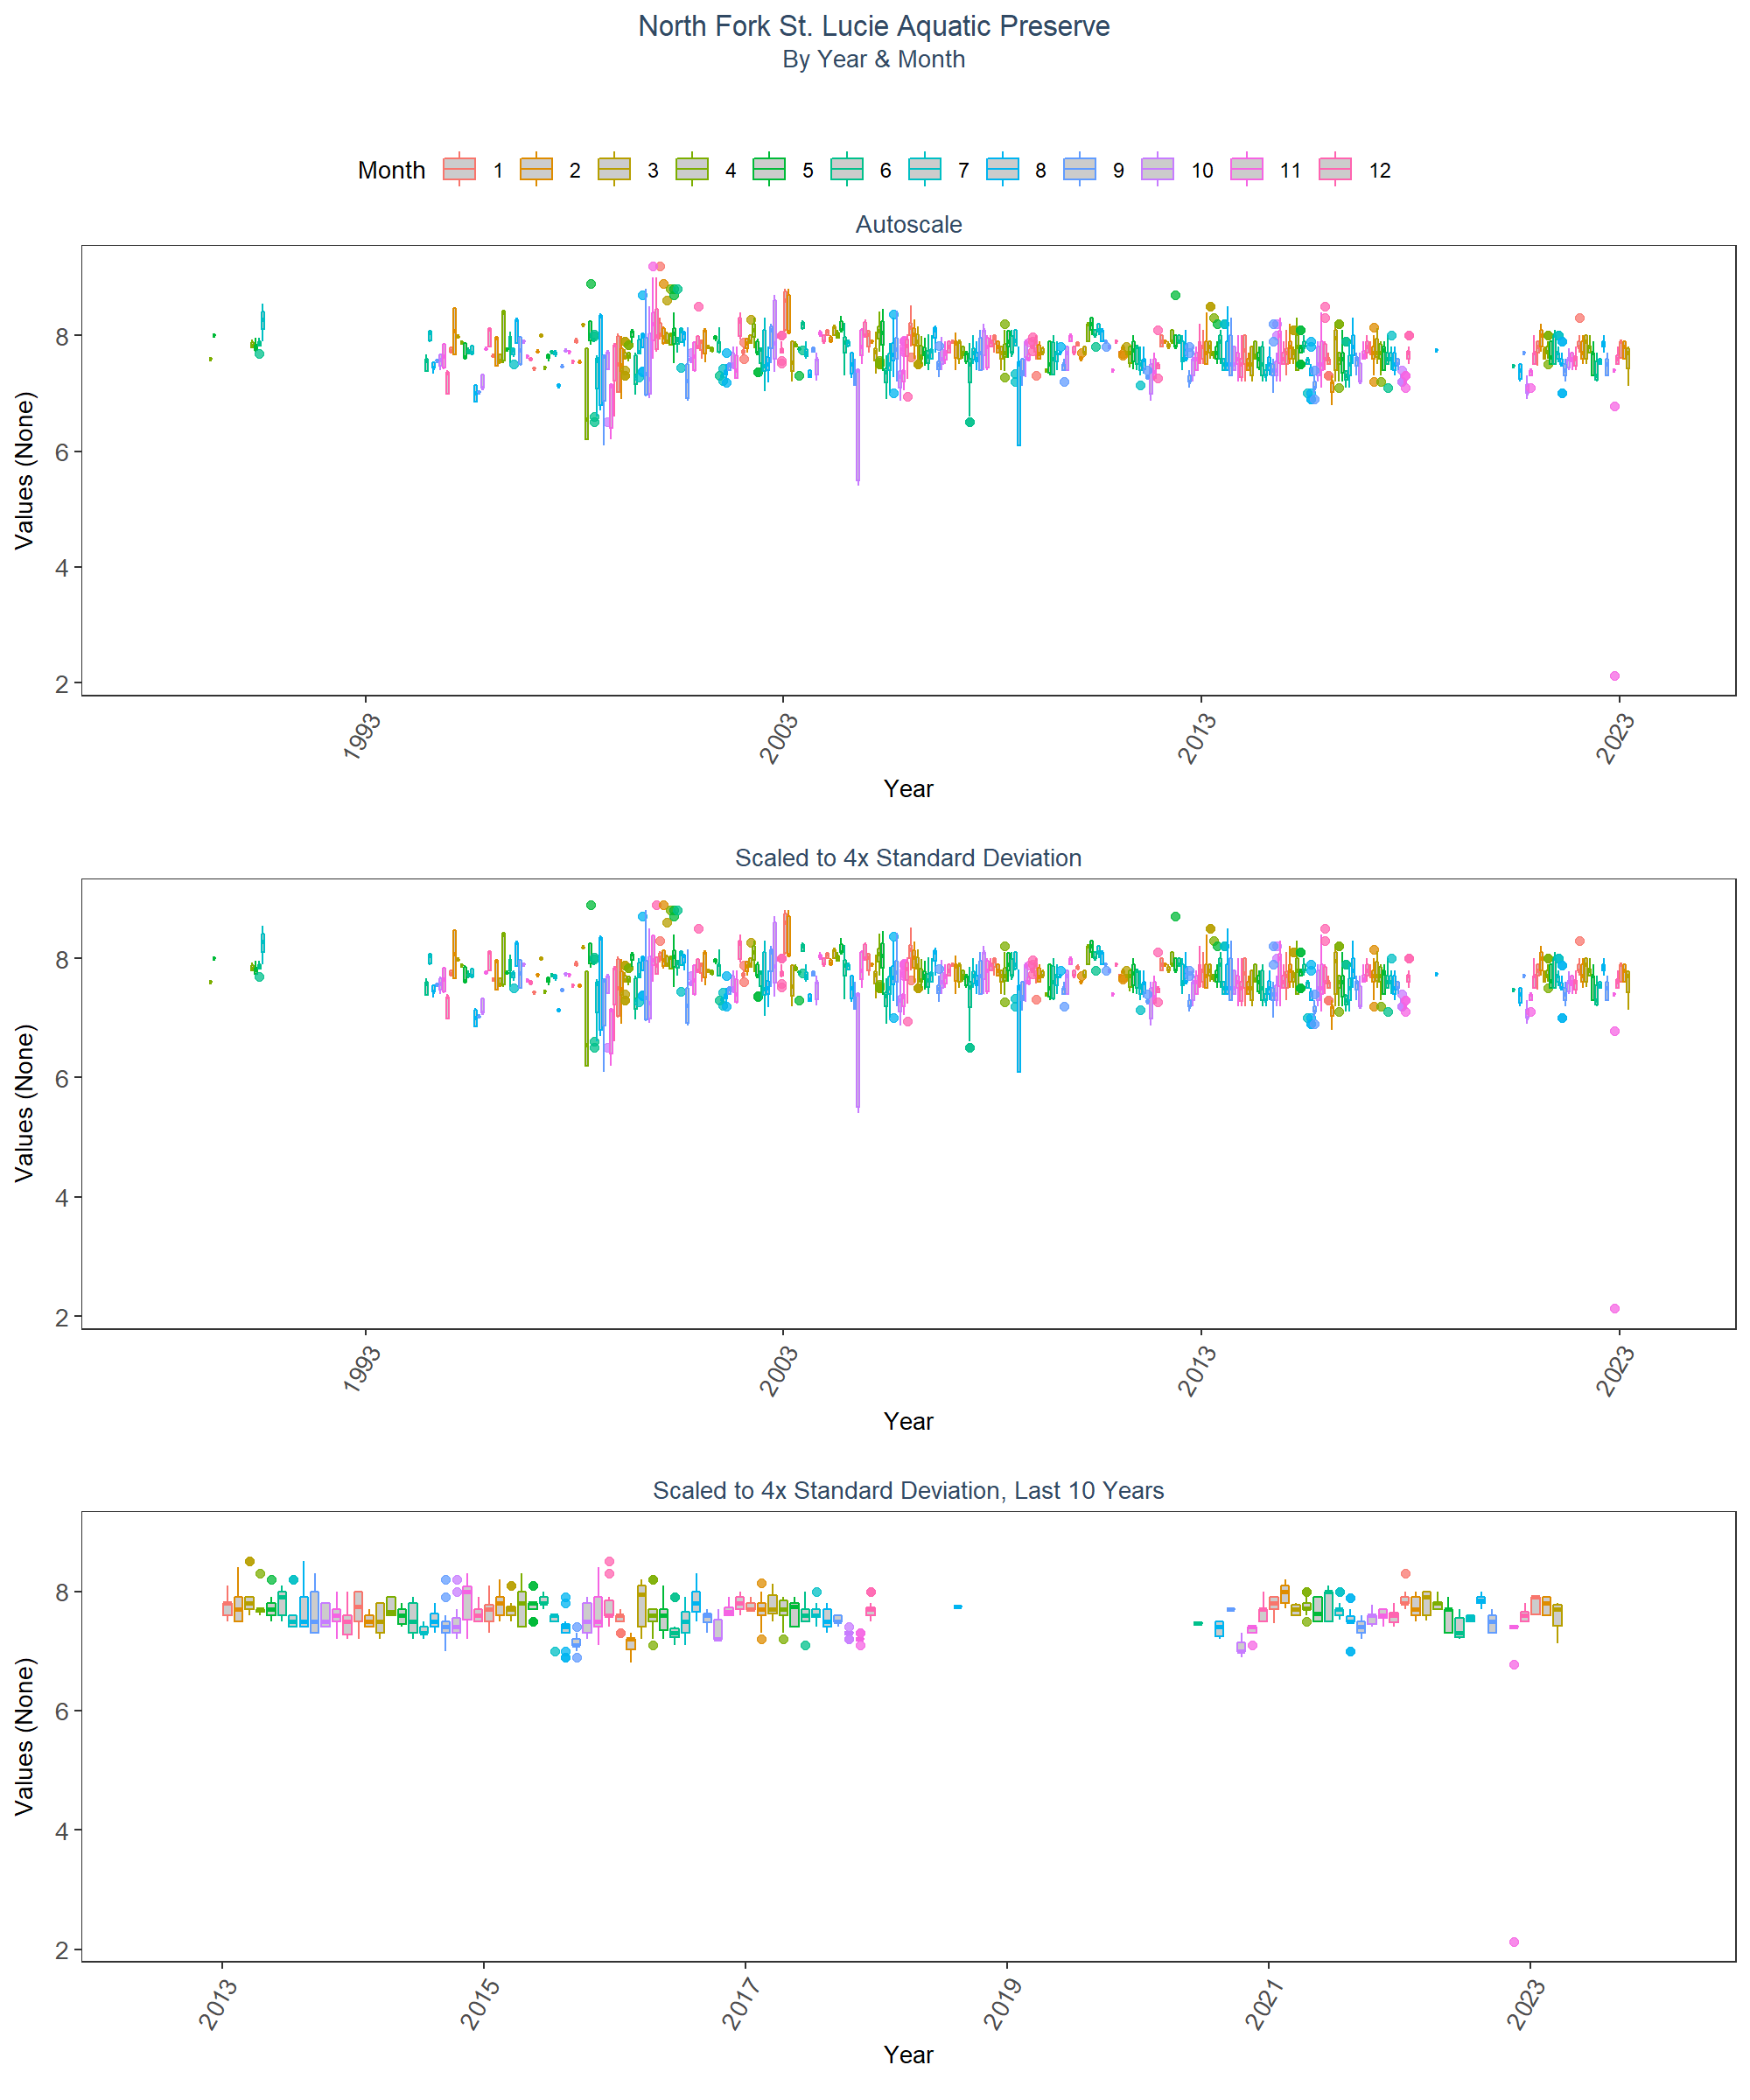 North Fork St. Lucie Aquatic Preserve
By Year & Month
Month 1 2 3 4 5 6 7 8 9 10 11 12
Autoscale
Values (None)
8
6
4
2
1993 2003 2013 2023
Year
Scaled to 4x Standard Deviation
Values (None)
8
6
4
2
1993 2003 2013 2023
Year
Scaled to 4x Standard Deviation, Last 10 Years
Values (None)
8
6
4
2
2013 2015 2017 2019 2021 2023
Year